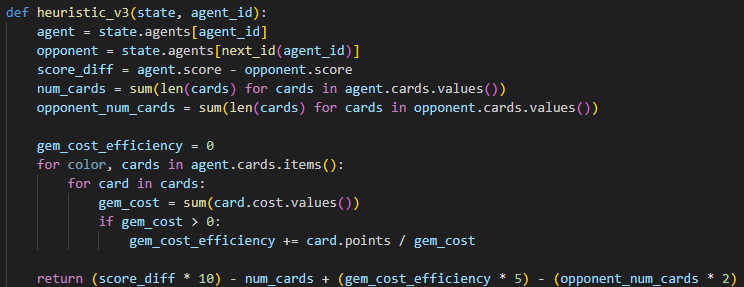 def heuristic_v3(state, agent_id):
    agent = state.agents[agent_id]
    opponent = state.agents[next_id(agent_id)]
    score_diff = agent.score - opponent.score
    num_cards = sum(len(cards) for cards in agent.cards.values())
    opponent_num_cards = sum(len(cards) for cards in opponent.cards.values())

    gem_cost_efficiency = 0
    for color, cards in agent.cards.items():
        for card in cards:
            gem_cost = sum(card.cost.values())
            if gem_cost > 0:
                gem_cost_efficiency += card.points / gem_cost

    return (score_diff * 10) - num_cards + (gem_cost_efficiency * 5) - (opponent_num_cards * 2)